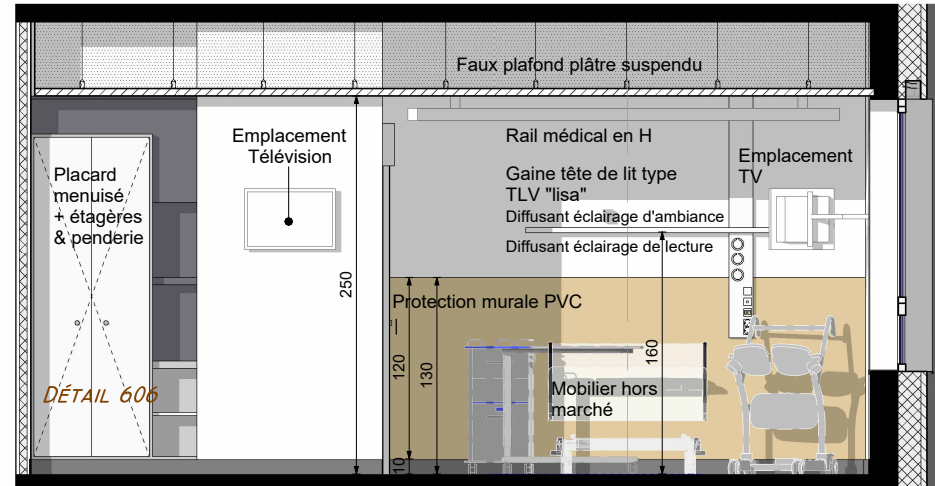 Faux plafond plâtre suspendu
Emplacement
Télévision
Rail médical en H
Emplacement
TV
Placard
menuisé
+ étagères
& penderie
Gaine tête de lit type
TLV "lisa"
Diffusant éclairage d'ambiance
Diffusant éclairage de lecture
250
Protection murale PVC
120
130
160
Mobilier hors
marché
DÉTAIL 606
10